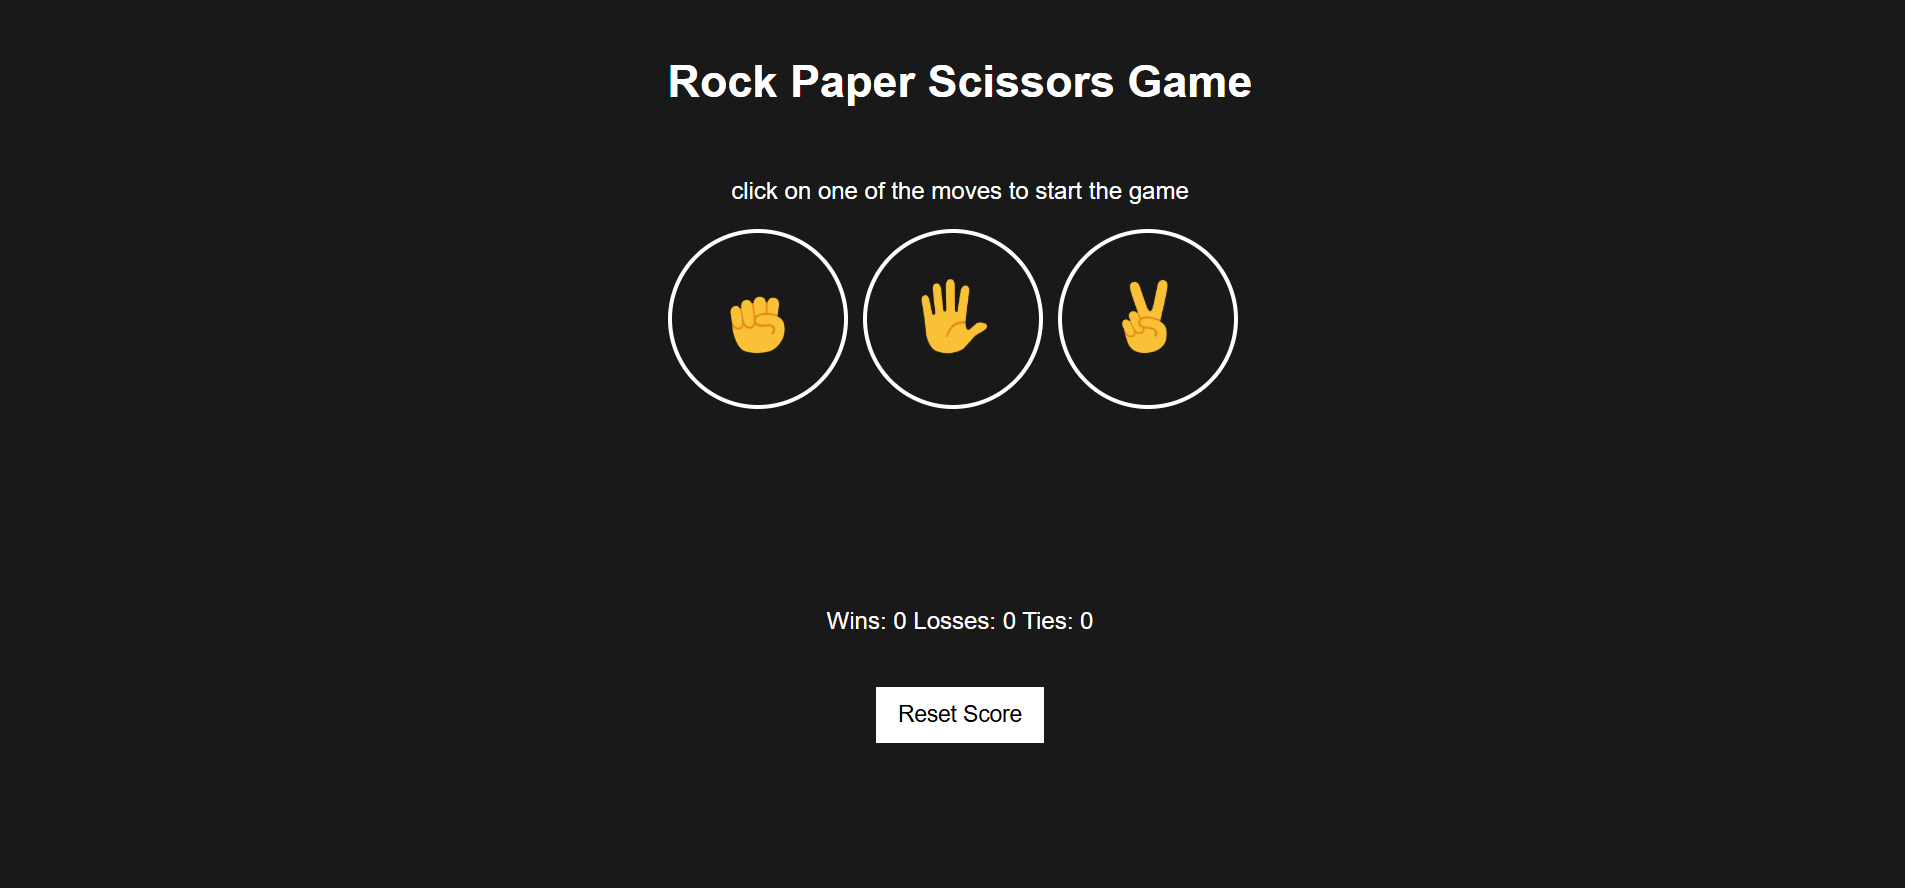 Rock Paper Scissors Game
click on one of the moves to start the game
Wins: 0 Losses: 0 Ties: 0
Reset Score